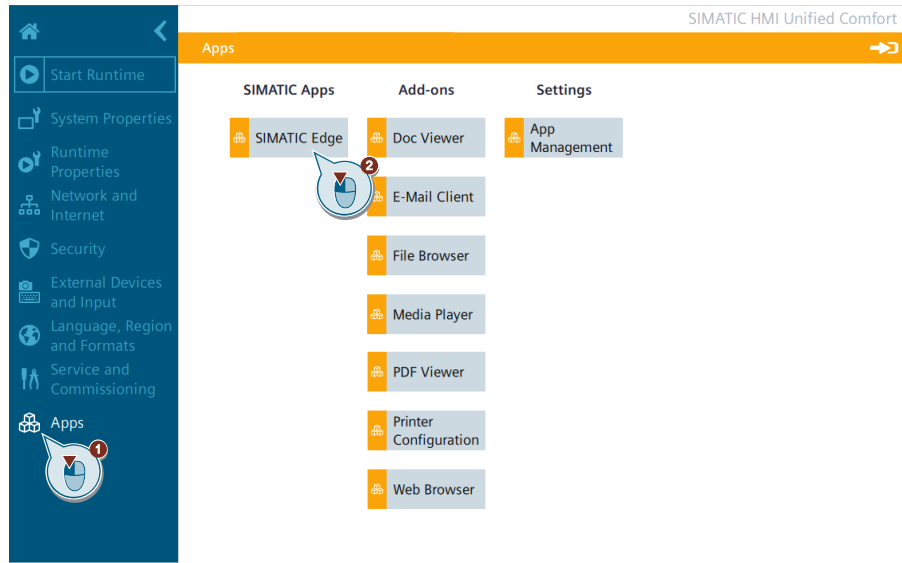 SIMATIC HMI Unified Comfort
Apps
Start Runtime
System Properties
Runtime
Properties
Network and
Internet
Security
External Devices
and Input
Language, Region
and Formats
Service and
Commissioning
Apps
1
SIMATIC Apps
SIMATIC Edge
2
Add-ons
Doc Viewer
E-Mail Client
File Browser
Media Player
PDF Viewer
Printer
Configuration
Web Browser
Settings
App
Management